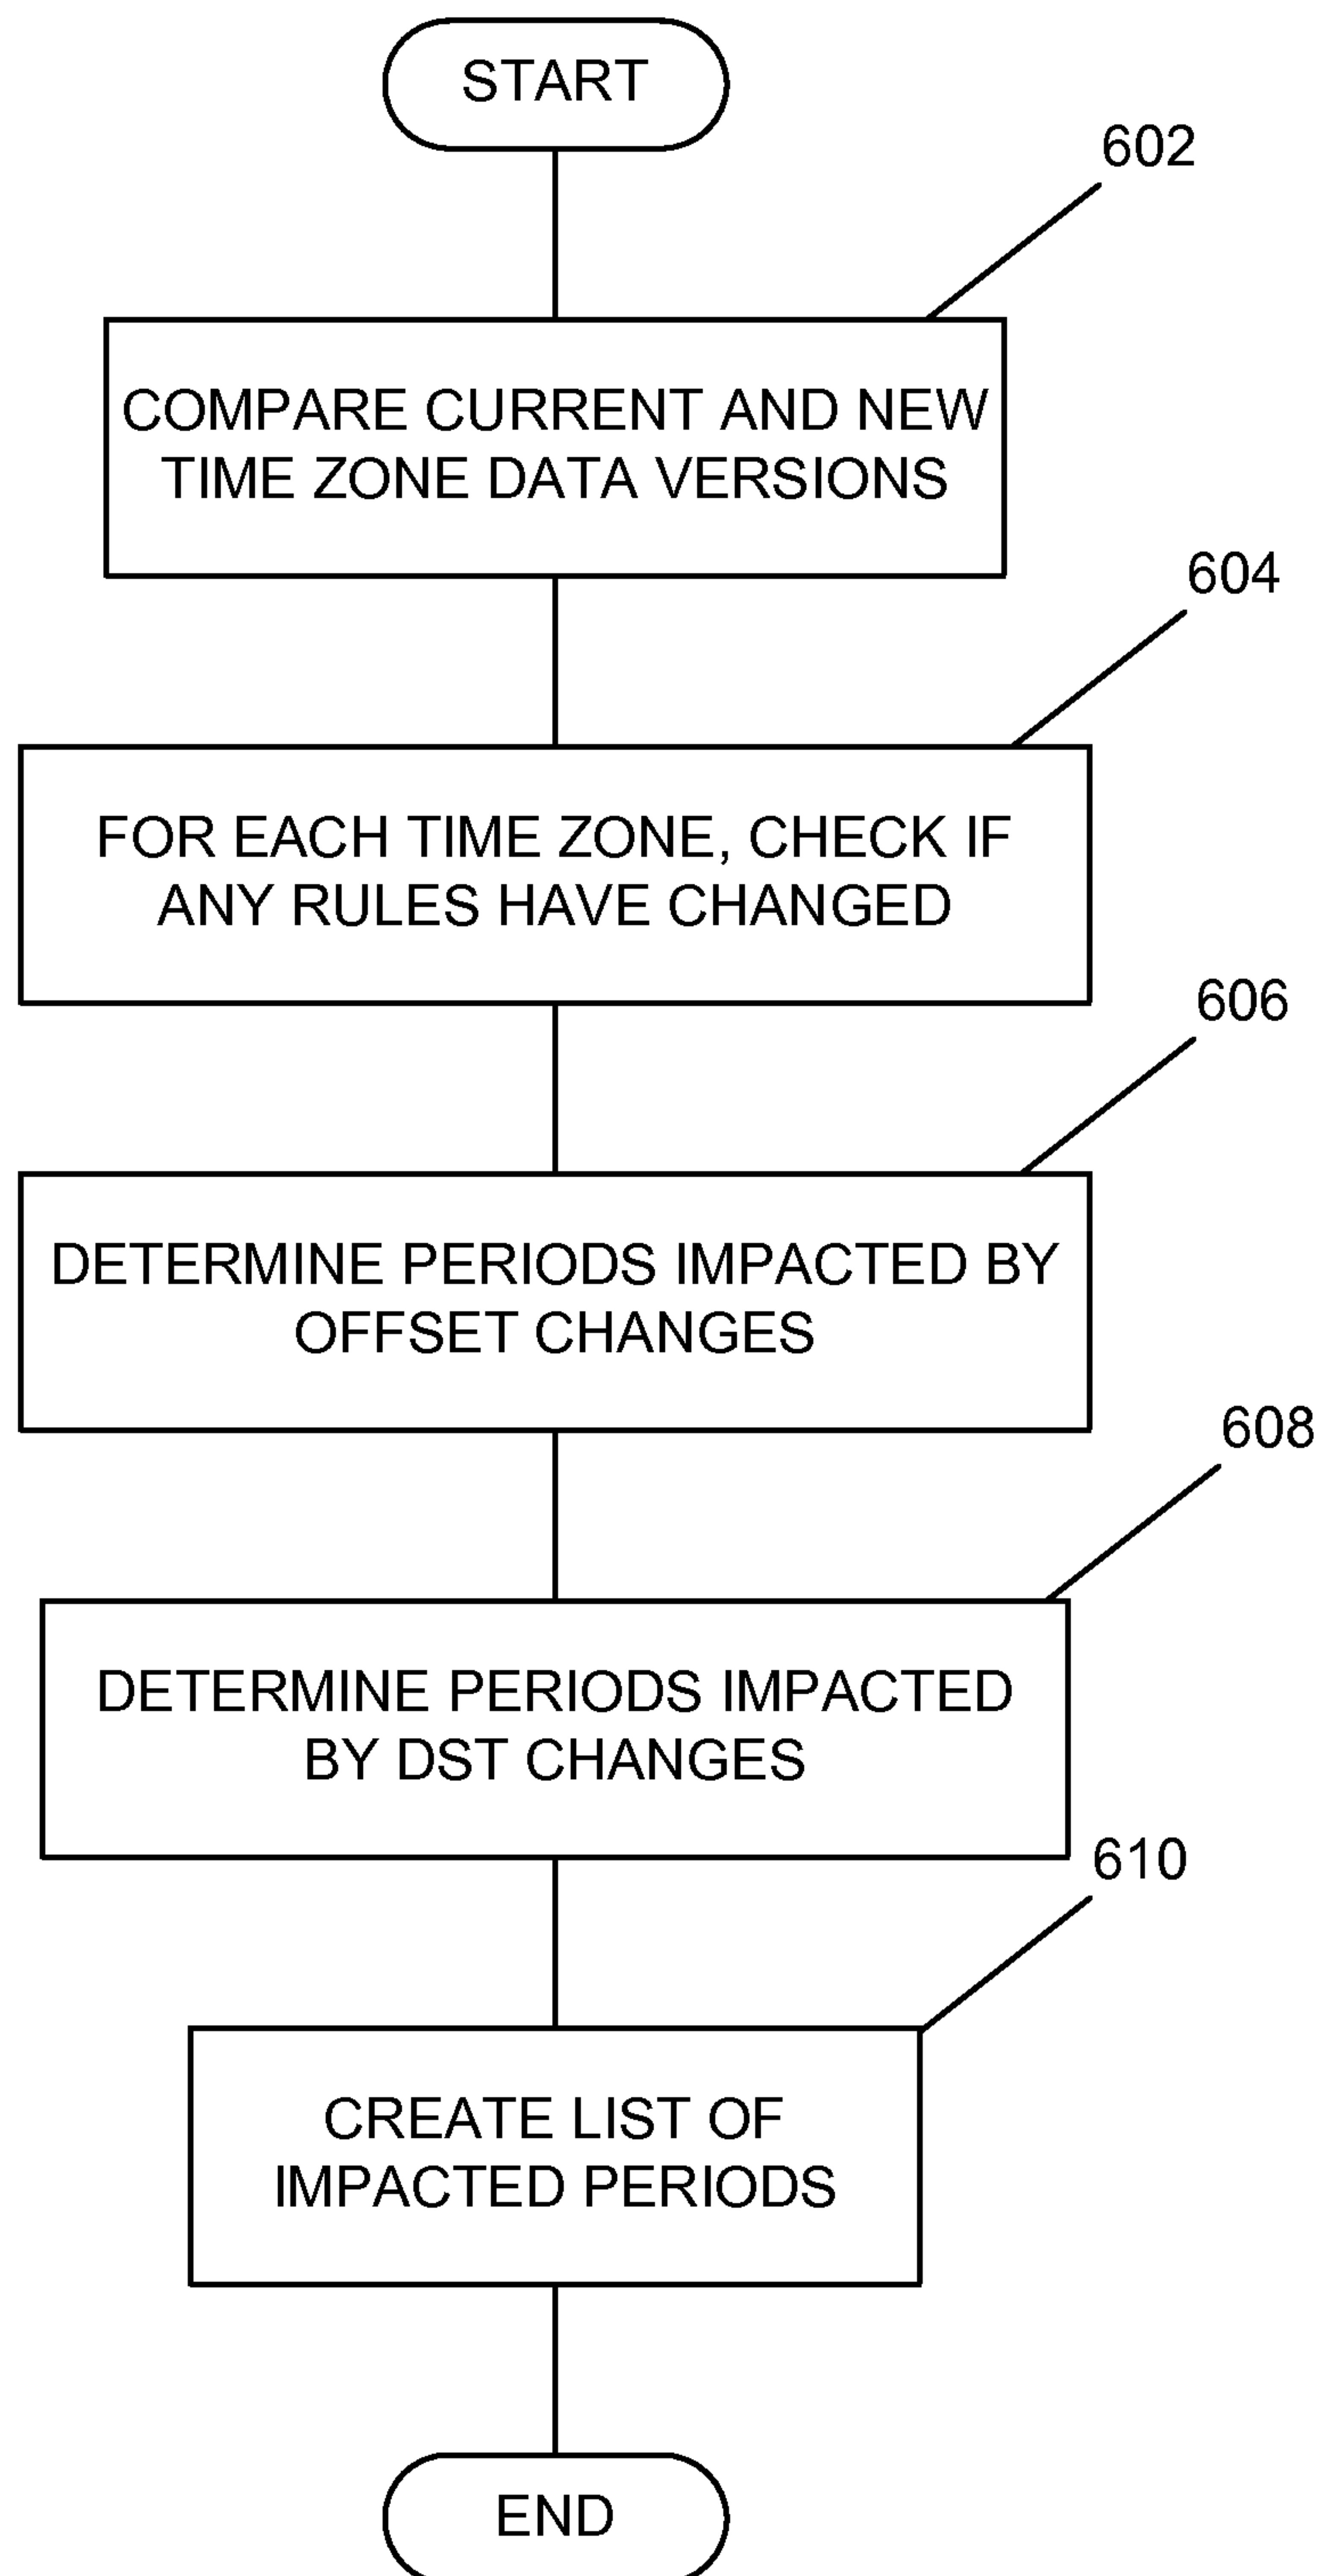 START
602
COMPARE CURRENT AND NEW
TIME ZONE DATA VERSIONS
604
FOR EACH TIME ZONE, CHECK IF
ANY RULES HAVE CHANGED
606
DETERMINE PERIODS IMPACTED BY
OFFSET CHANGES
608
DETERMINE PERIODS IMPACTED
BY DST CHANGES
610
CREATE LIST OF
IMPACTED PERIODS
END